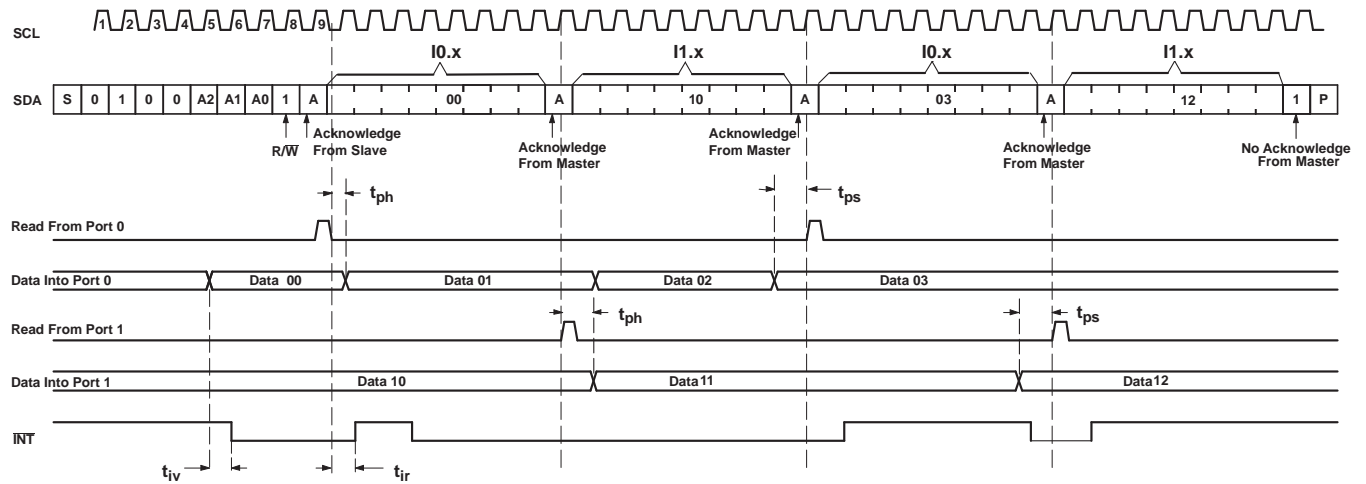 SCL
1 2 3 4 5 6 7 8 9
I0.x I1.x I0.x I1.x
SDA S 0 1 0 0 A2 A1 A0 1 A 00 A 10 A 03 A 12 1 P
R/W̅
Acknowledge
From Slave
Acknowledge
From Master
Acknowledge
From Master
Acknowledge
From Master
No Acknowledge
From Master
tph tps
Read From Port 0
Data Into Port 0 Data 00 Data 01 Data 02 Data 03
tph tps
Read From Port 1
Data Into Port 1 Data 10 Data 11 Data 12
I̅N̅T̅
tiv tir